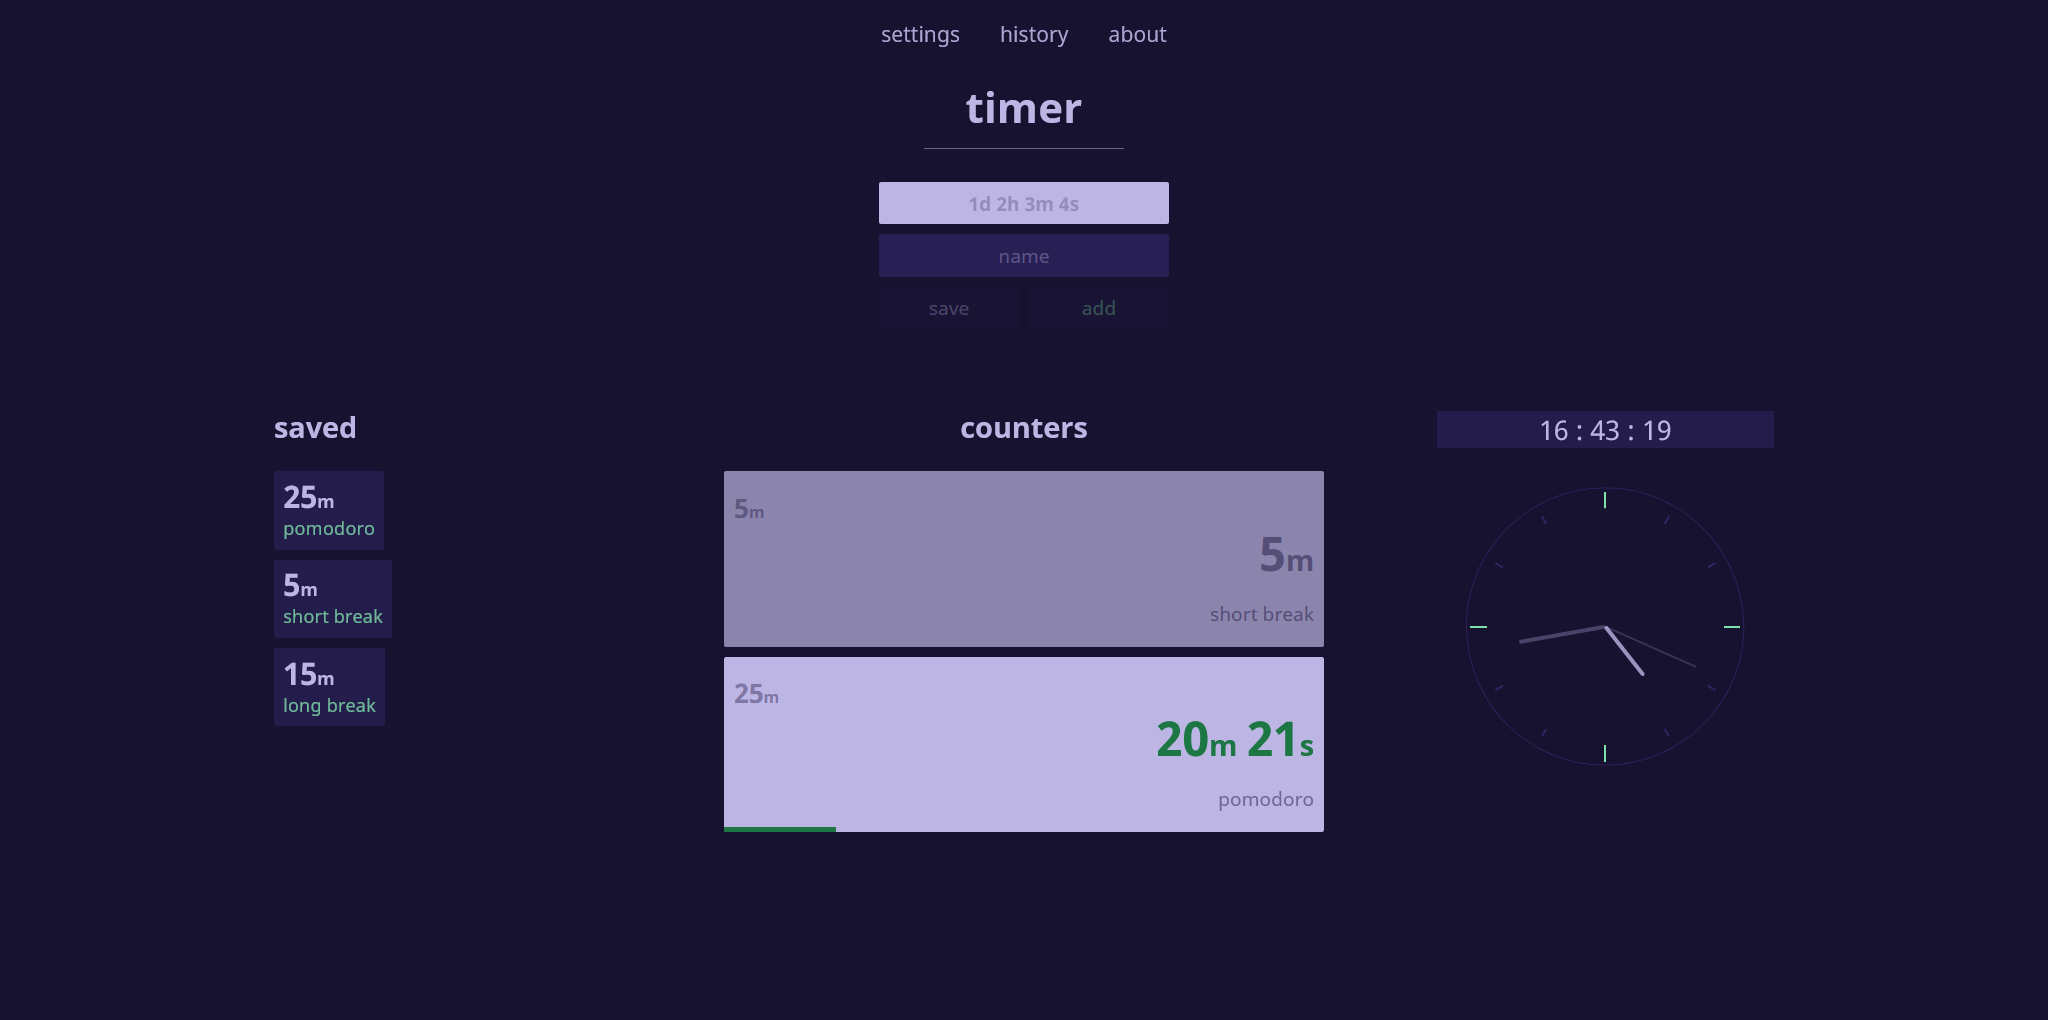 settings history about
timer
1d 2h 3m 4s
name
save add
saved
25m
pomodoro
5m
short break
15m
long break
counters
5m
5m
short break
25m
20m 21s
pomodoro
16 : 43 : 19